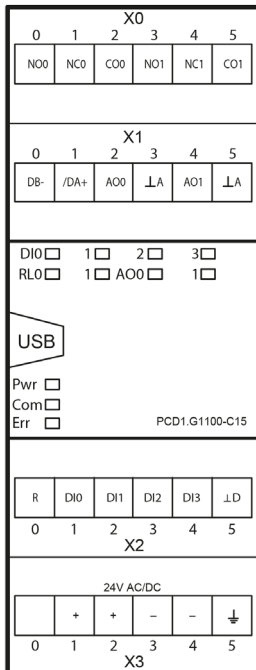 X0
0 1 2 3 4 5
NO0 NC0 CO0 NO1 NC1 CO1
X1
0 1 2 3 4 5
DB- /DA+ AO0 ⊥A AO1 ⊥A
DI0 1 2 3
RL0 1 AO0 1
USB
Pwr
Com
Err PCD1.G1100-C15
R DI0 DI1 DI2 DI3 ⊥D
0 1 2 3 4 5
X2
24V AC/DC
+ + – – ⏚
0 1 2 3 4 5
X3